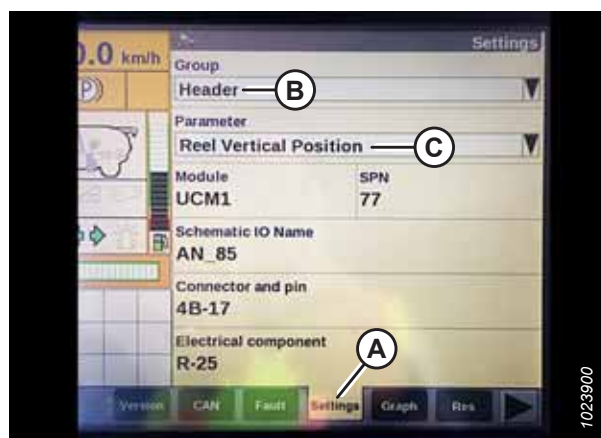 0.0 km/h
Settings
Group
Header
B
(P)
Parameter
Reel Vertical Position
C
Module SPN
UCM1 77
Schematic IO Name
AN_85
Connector and pin
4B-17
Electrical component
R-25
A
Version CAN Fault Settings Graph Res
1023900